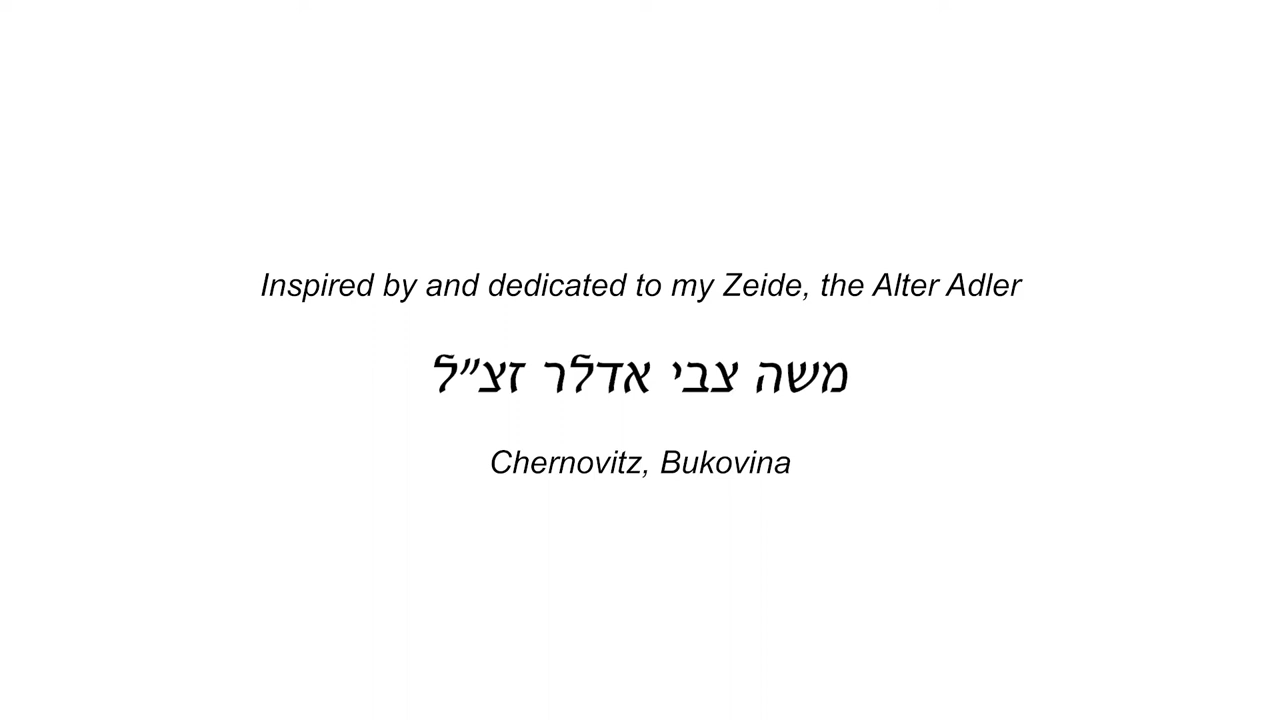 Inspired by and dedicated to my Zeide, the Alter Adler
משה צבי אדלר זצ״ל
Chernovitz, Bukovina